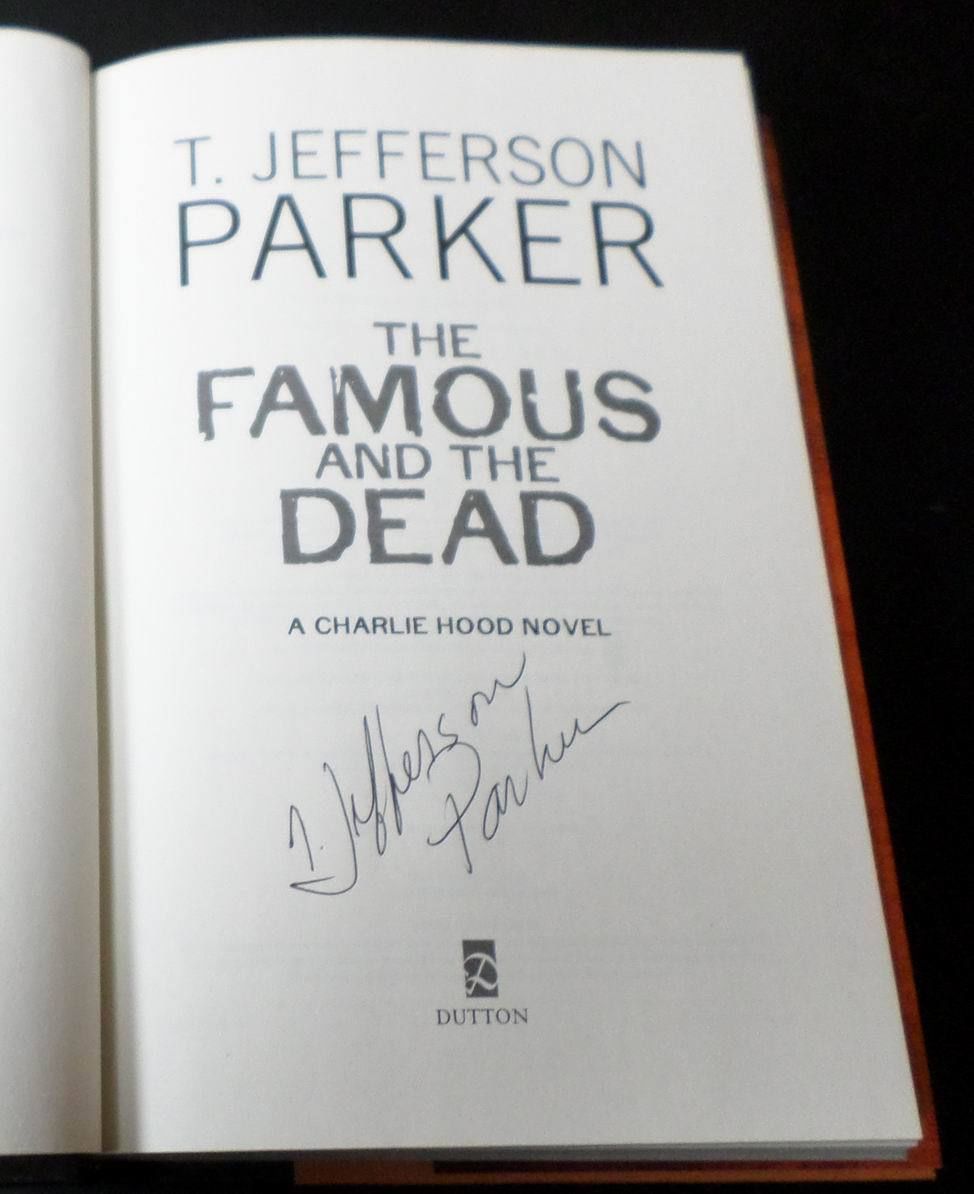 T. JEFFERSON
PARKER
THE
FAMOUS
AND THE
DEAD
A CHARLIE HOOD NOVEL
T. Jefferson
Parker
D
DUTTON